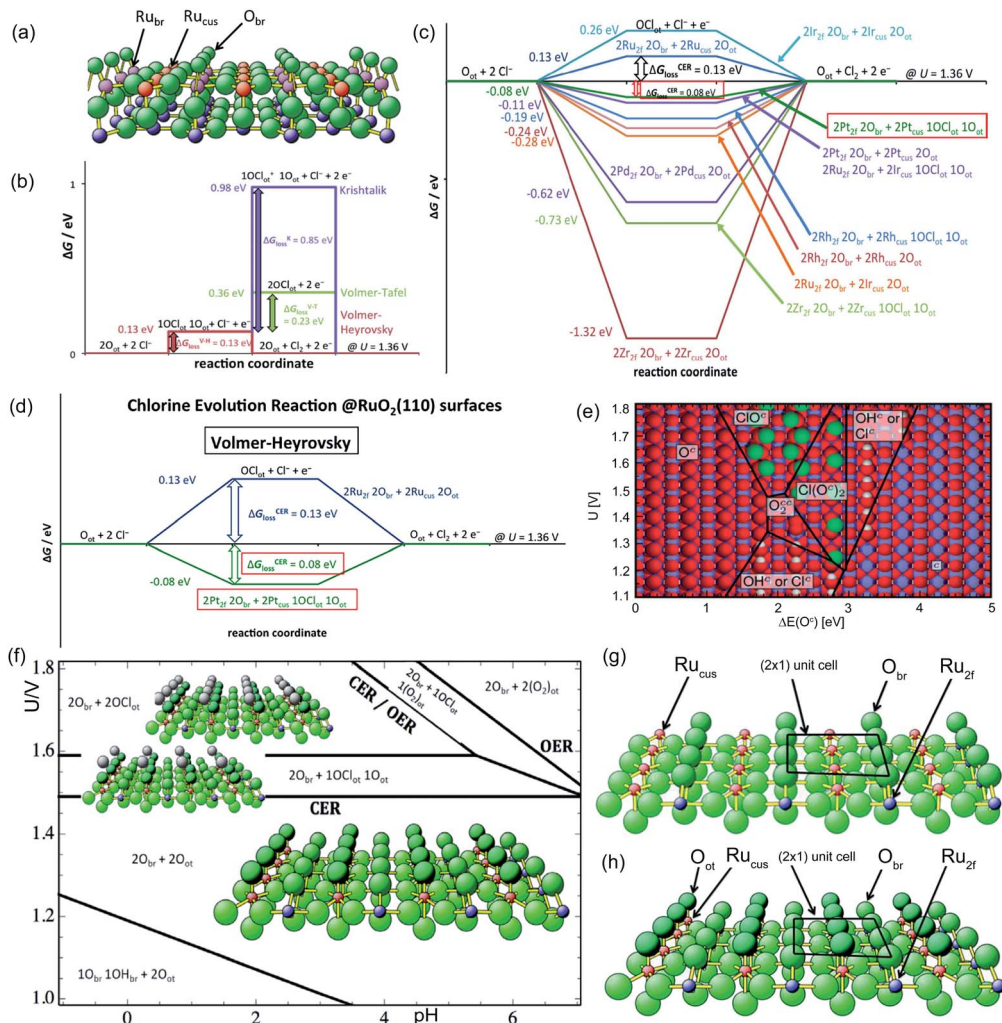 (a)
Ru_br
Ru_cus
O_br
(b)
ΔG / eV
1
0
0.98 eV
1OCl_ot⁺ 1O_ot + Cl⁻ + 2 e⁻
Krishtalik
ΔG_loss^K = 0.85 eV
0.36 eV
2OCl_ot + 2 e⁻
Volmer-Tafel
ΔG_loss^V-T
= 0.23 eV
Volmer-
Heyrovsky
0.13 eV
1OCl_ot 1O_ot + Cl⁻ + e⁻
ΔG_loss^V-H = 0.13 eV
2O_ot + 2 Cl⁻
2O_ot + Cl₂ + 2 e⁻
@ U = 1.36 V
reaction coordinate
(c)
ΔG / eV
0.26 eV
OCl_ot + Cl⁻ + e⁻
2Ir_2f 2O_br + 2Ir_cus 2O_ot
0.13 eV
2Ru_2f 2O_br + 2Ru_cus 2O_ot
ΔG_loss^CER = 0.13 eV
O_ot + 2 Cl⁻
O_ot + Cl₂ + 2 e⁻
@ U = 1.36 V
ΔG_loss^CER = 0.08 eV
-0.08 eV
-0.11 eV
-0.19 eV
-0.24 eV
-0.28 eV
2Pt_2f 2O_br + 2Pt_cus 1OCl_ot 1O_ot
2Pt_2f 2O_br + 2Pt_cus 2O_ot
2Ru_2f 2O_br + 2Ir_cus 1OCl_ot 1O_ot
2Pd_2f 2O_br + 2Pd_cus 2O_ot
-0.62 eV
-0.73 eV
2Rh_2f 2O_br + 2Rh_cus 1OCl_ot 1O_ot
2Rh_2f 2O_br + 2Rh_cus 2O_ot
2Ru_2f 2O_br + 2Ir_cus 2O_ot
2Zr_2f 2O_br + 2Zr_cus 1OCl_ot 1O_ot
-1.32 eV
2Zr_2f 2O_br + 2Zr_cus 2O_ot
reaction coordinate
(d)
Chlorine Evolution Reaction @RuO₂(110) surfaces
Volmer-Heyrovsky
ΔG / eV
0.13 eV
OCl_ot + Cl⁻ + e⁻
2Ru_2f 2O_br + 2Ru_cus 2O_ot
ΔG_loss^CER = 0.13 eV
O_ot + 2 Cl⁻
O_ot + Cl₂ + 2 e⁻
@ U = 1.36 V
ΔG_loss^CER = 0.08 eV
-0.08 eV
2Pt_2f 2O_br + 2Pt_cus 1OCl_ot 1O_ot
reaction coordinate
(e)
U [V]
1.8
1.7
1.6
1.5
1.4
1.3
1.2
1.1
ClO^c
OH^c or
Cl^c
O^c
Cl(O^c)₂
O₂^cc
OH^c or Cl^c
c
0 1 2 3 4 5
ΔE(O^c) [eV]
(f)
U/V
1.8
1.6
1.4
1.2
1.0
2O_br + 2OCl_ot
CER / OER
2O_br + 1OCl_ot
1(O₂)_ot
2O_br + 2(O₂)_ot
OER
2O_br + 1OCl_ot 1O_ot
CER
2O_br + 2O_ot
1O_br 1OH_br + 2O_ot
0 2 4 pH 6
(g)
Ru_cus
(2x1) unit cell
O_br
Ru_2f
(h)
O_ot
Ru_cus
(2x1) unit cell
O_br
Ru_2f